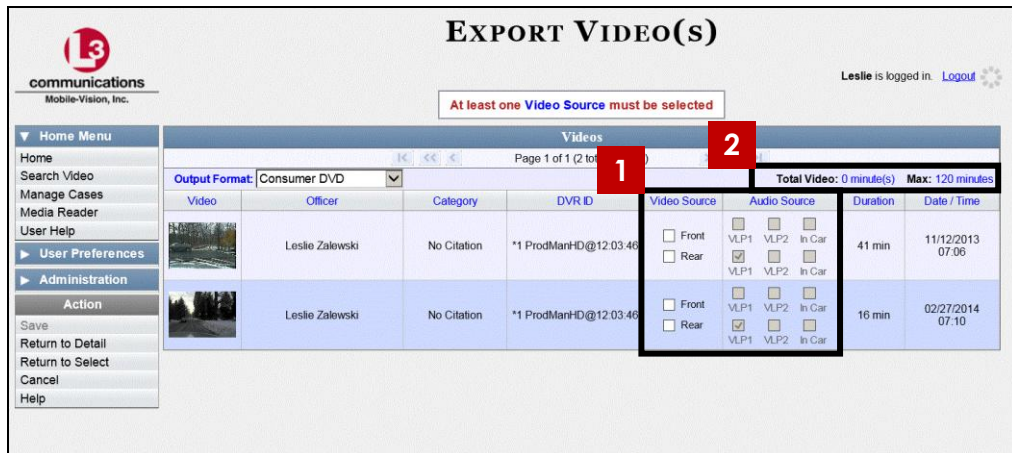 EXPORT VIDEO(S)
L3
communications
Mobile-Vision, Inc.
Leslie is logged in. Logout
At least one Video Source must be selected
Home Menu
Home
Search Video
Manage Cases
Media Reader
User Help
User Preferences
Administration
Action
Save
Return to Detail
Return to Select
Cancel
Help
Videos
Page 1 of 1 (2
1
2
Output Format: Consumer DVD
Total Video: 0 minute(s) Max: 120 minutes
Video Officer Category DVR ID Video Source Audio Source Duration Date / Time
Leslie Zalewski No Citation *1 ProdManHD@12:03:46 41 min 11/12/2013 07:06
Front VLP1 VLP2 In Car
Rear VLP1 VLP2 In Car
Leslie Zalewski No Citation *1 ProdManHD@12:03:46 16 min 02/27/2014 07:10
Front VLP1 VLP2 In Car
Rear VLP1 VLP2 In Car